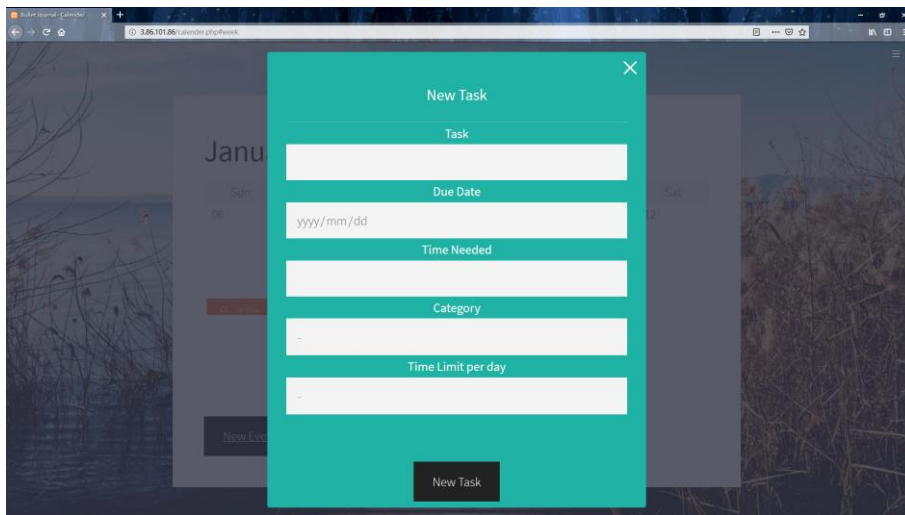 Bullet Journal - Calender
3.86.101.86/calender.php#week
New Task
Task
Janu
Due Date
Sun
Sat
06
12
yyyy/mm/dd
Time Needed
Category
-
Time Limit per day
-
New Eve
New Task